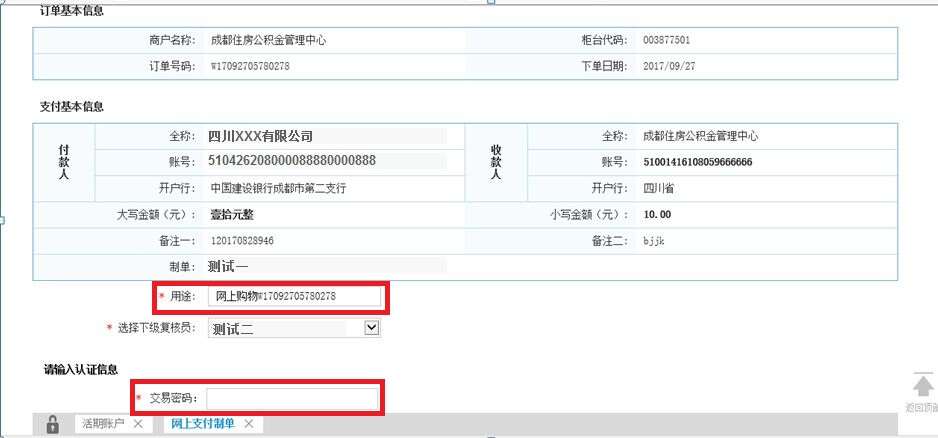 订单基本信息
商户名称: 成都住房公积金管理中心 柜台代码: 003877501
订单号码: W17092705780278 下单日期: 2017/09/27
支付基本信息
付款人 全称: 四川XXX有限公司 收款人 全称: 成都住房公积金管理中心
账号: 510426208000088880000888 账号: 51001416108059666666
开户行: 中国建设银行成都市第二支行 开户行: 四川省
大写金额（元）: 壹拾元整 小写金额（元）: 10.00
备注一: 120170828946 备注二: bjjk
制单: 测试一
* 用途: 网上购物W17092705780278
* 选择下级复核员: 测试二
请输入认证信息
* 交易密码:
返回顶部
活期账户 × 网上支付制单 ×